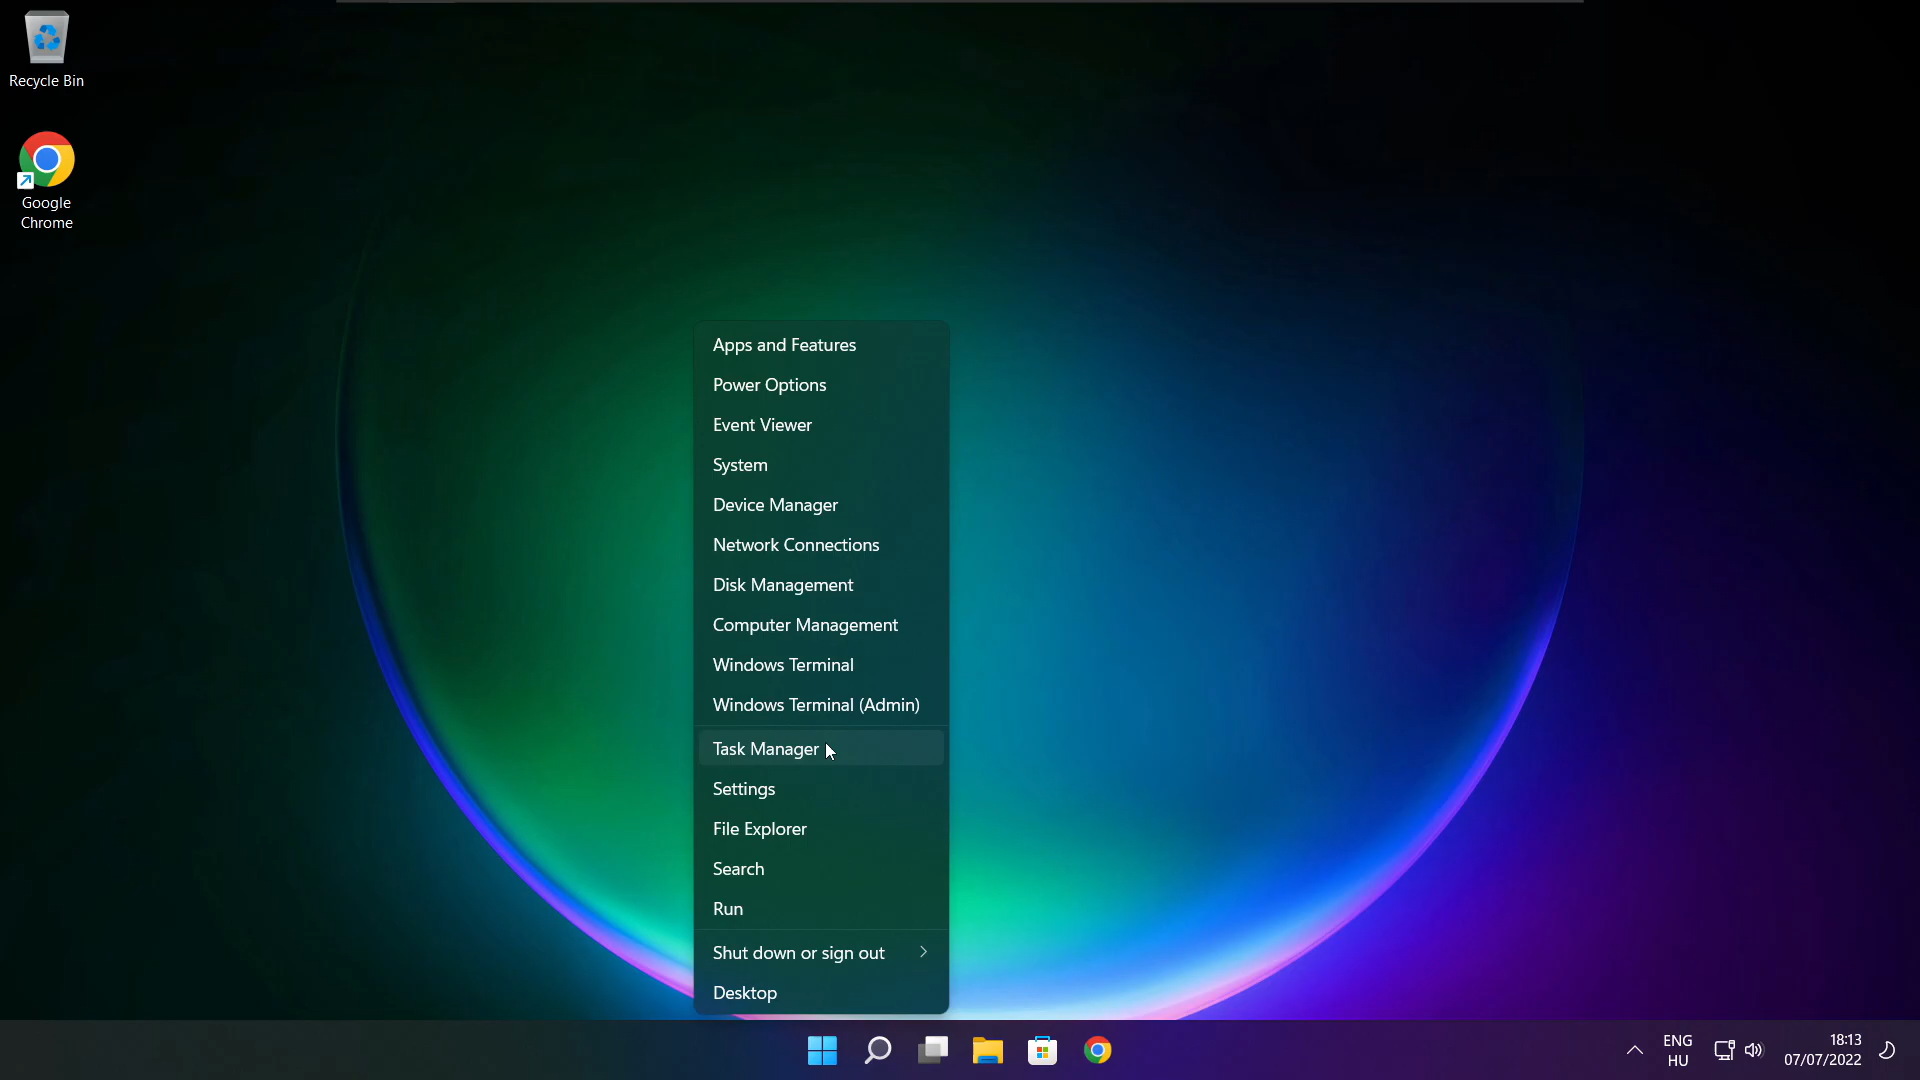 Recycle Bin
Google
Chrome
Apps and Features
Power Options
Event Viewer
System
Device Manager
Network Connections
Disk Management
Computer Management
Windows Terminal
Windows Terminal (Admin)
Task Manager
Settings
File Explorer
Search
Run
Shut down or sign out
Desktop
ENG
HU
18:13
07/07/2022